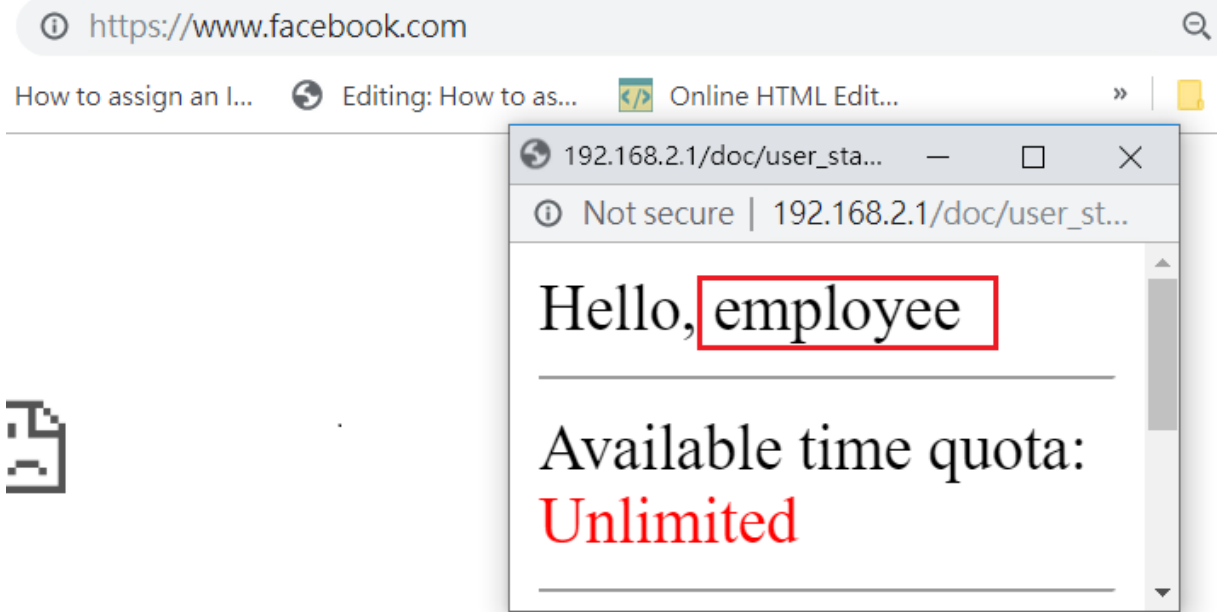 https://www.facebook.com
How to assign an I... Editing: How to as... Online HTML Edit... »
192.168.2.1/doc/user_sta...
Not secure | 192.168.2.1/doc/user_st...
Hello, employee
Available time quota:
Unlimited